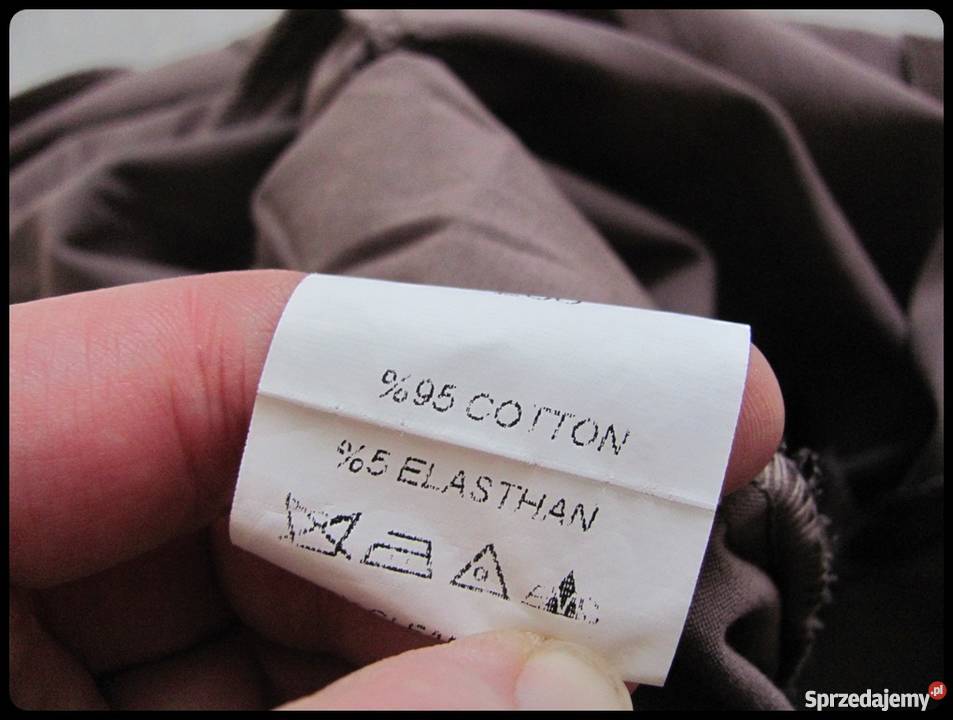 %95 COTTON
%5 ELASTHAN
Sprzedajemy.pl